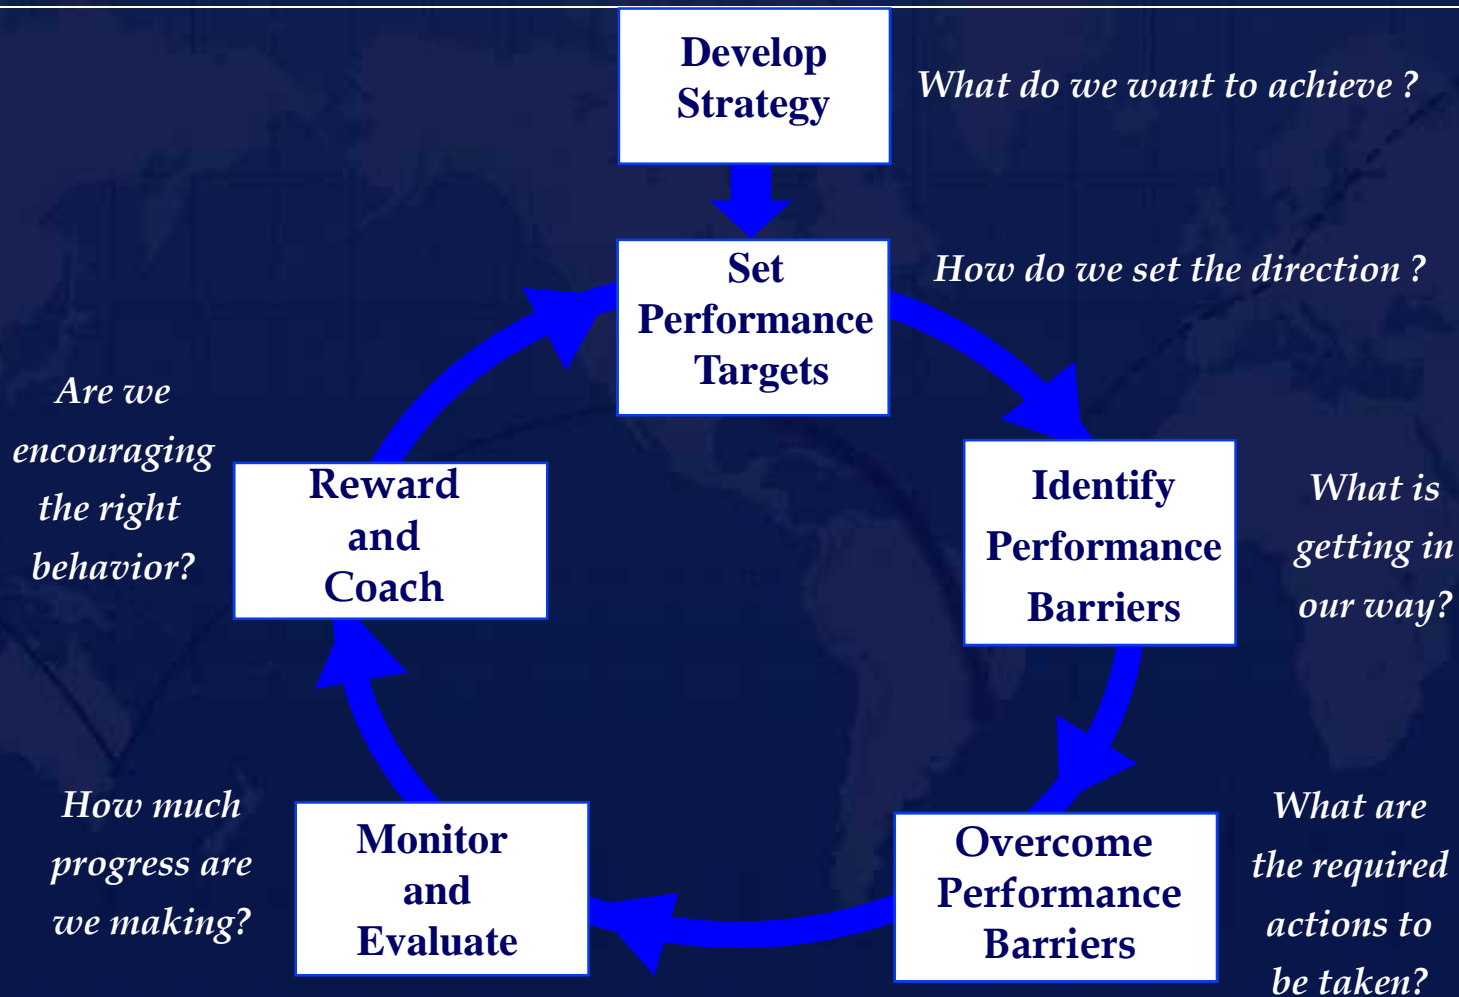 Develop
Strategy
What do we want to achieve ?
Set
Performance
Targets
How do we set the direction ?
Identify
Performance
Barriers
What is
getting in
our way?
Overcome
Performance
Barriers
What are
the required
actions to
be taken?
Monitor
and
Evaluate
How much
progress are
we making?
Reward
and
Coach
Are we
encouraging
the right
behavior?